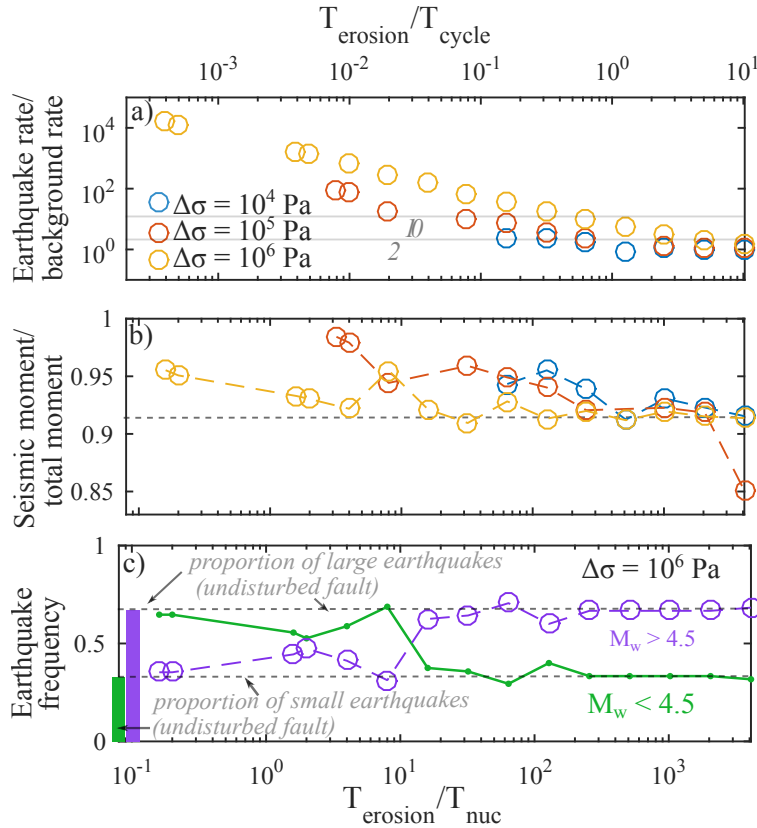 T_erosion/T_cycle
10^-3 10^-2 10^-1 10^0 10^1
a)
Earthquake rate/
background rate
10^4
10^2
10^0
Δσ = 10^4 Pa
Δσ = 10^5 Pa
Δσ = 10^6 Pa
10
2
b)
Seismic moment/
total moment
1
0.95
0.9
0.85
c)
Earthquake
frequency
1
0.5
0
proportion of large earthquakes
(undisturbed fault)
Δσ = 10^6 Pa
M_w > 4.5
proportion of small earthquakes
(undisturbed fault)
M_w < 4.5
10^-1 10^0 10^1 10^2 10^3
T_erosion/T_nuc